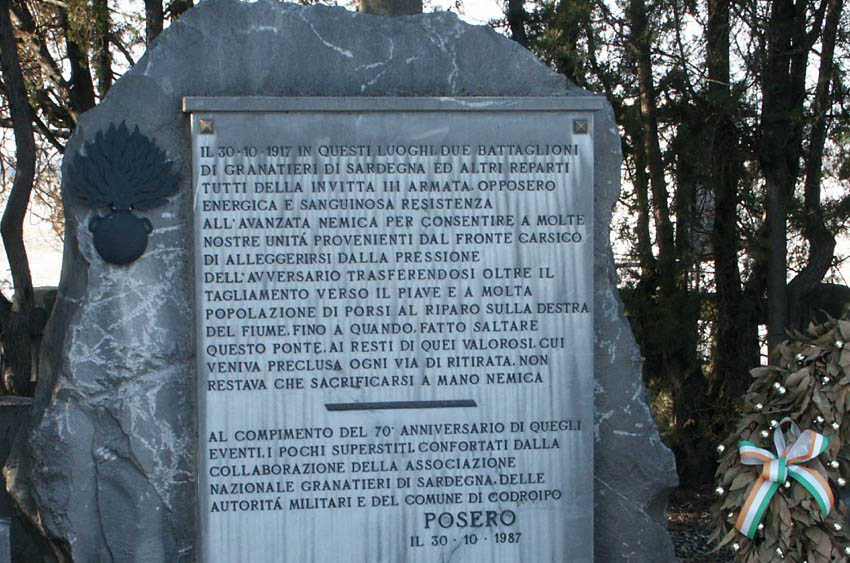 IL 30·10·1917 IN QUESTI LUOGHI. DUE BATTAGLIONI
DI GRANATIERI DI SARDEGNA ED ALTRI REPARTI
TUTTI DELLA INVITTA III ARMATA. OPPOSERO
ENERGICA E SANGUINOSA RESISTENZA
ALL'AVANZATA NEMICA PER CONSENTIRE A MOLTE
NOSTRE UNITÁ PROVENIENTI DAL FRONTE CARSICO
DI ALLEGGERIRSI DALLA PRESSIONE
DELL'AVVERSARIO TRASFERENDOSI OLTRE IL
TAGLIAMENTO VERSO IL PIAVE E A MOLTA
POPOLAZIONE DI PORSI AL RIPARO SULLA DESTRA
DEL FIUME. FINO A QUANDO. FATTO SALTARE
QUESTO PONTE. AI RESTI DI QUEI VALOROSI. CUI
VENIVA PRECLUSA OGNI VIA DI RITIRATA. NON
RESTAVA CHE SACRIFICARSI A MANO NEMICA
AL COMPIMENTO DEL 70° ANNIVERSARIO DI QUEGLI
EVENTI. I POCHI SUPERSTITI. CONFORTATI DALLA
COLLABORAZIONE DELLA ASSOCIAZIONE
NAZIONALE GRANATIERI DI SARDEGNA. DELLE
AUTORITÁ MILITARI E DEL COMUNE DI CODROIPO
POSERO
IL 30·10·1987